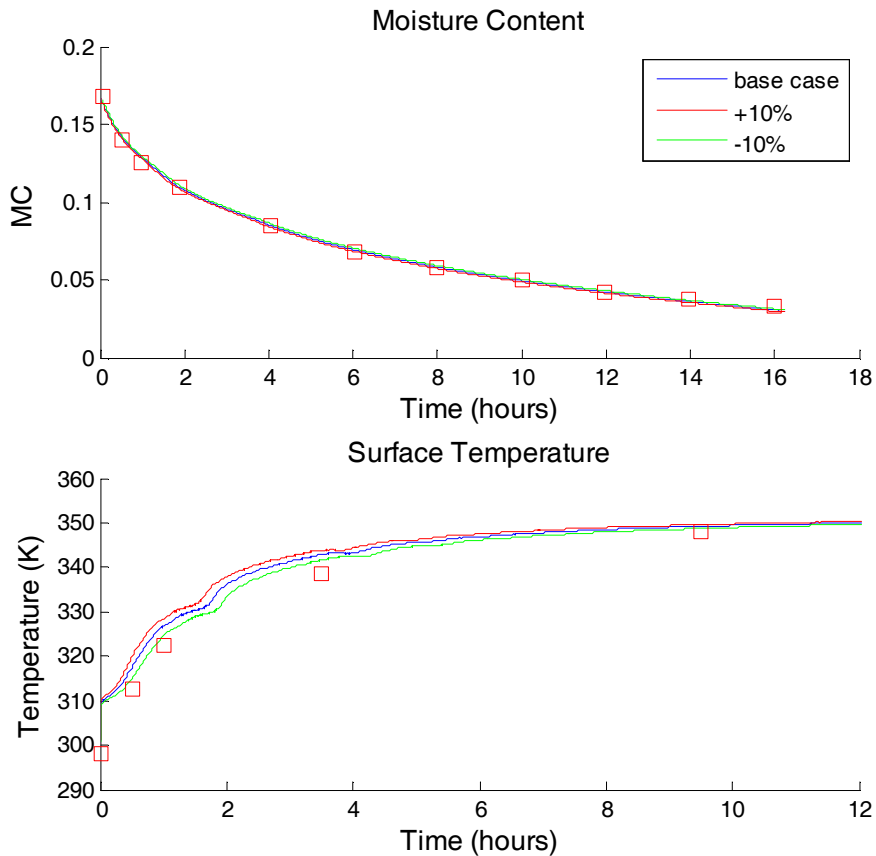 Moisture Content
0.2
0.15
0.1
0.05
0
MC
base case
+10%
-10%
0 2 4 6 8 10 12 14 16 18
Time (hours)
Surface Temperature
360
350
340
330
320
310
300
290
Temperature (K)
0 2 4 6 8 10 12
Time (hours)